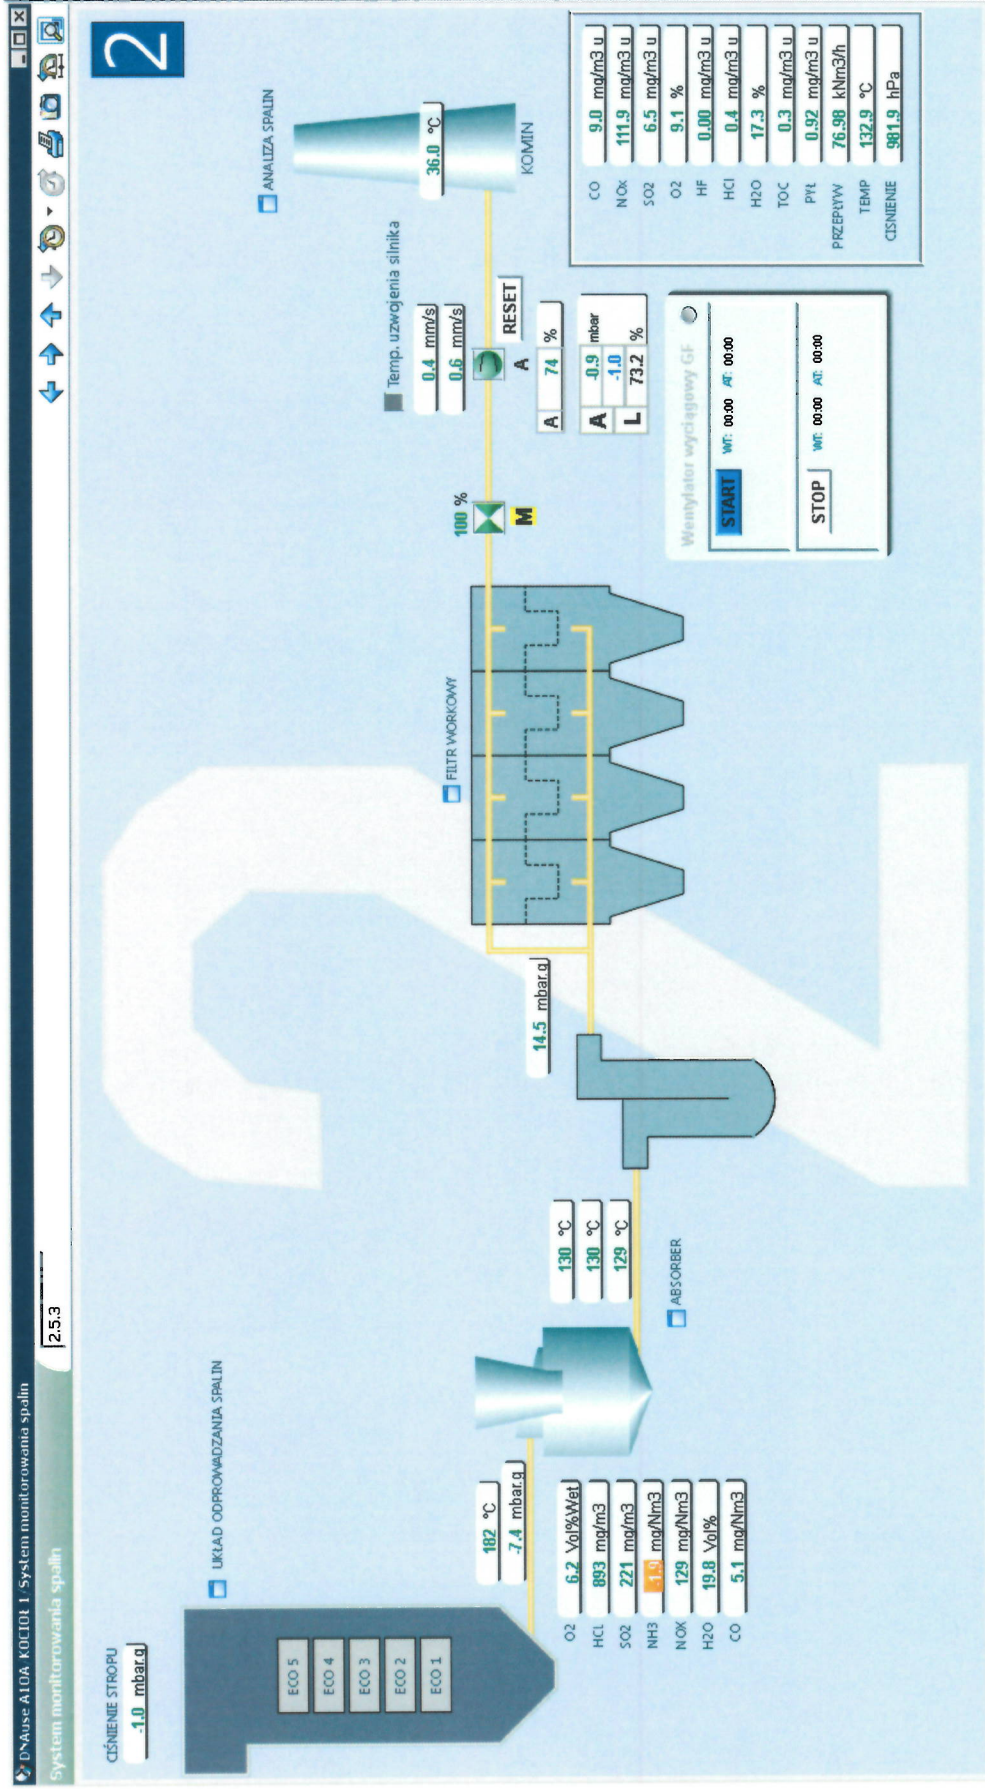 DNAuse A10A KOCIOŁ 1 / System monitorowania spalin
System monitorowania spalin
2.5.3
2
CIŚNIENIE STROPU
-1.0 mbar.g
UKŁAD ODPROWADZANIA SPALIN
ECO 5
ECO 4
ECO 3
ECO 2
ECO 1
182 °C
-7.4 mbar.g
O2 6.2 Vol%Wet
HCL 893 mg/m3
SO2 221 mg/m3
NH3 -1.9 mg/Nm3
NOX 129 mg/Nm3
H2O 19.8 Vol%
CO 5.1 mg/Nm3
130 °C
130 °C
129 °C
ABSORBER
14.5 mbar.g
FILTR WORKOWY
100 %
M
Temp. uzwojenia silnika
0.4 mm/s
0.6 mm/s
RESET
A
A 74 %
A -0.9 mbar
-1.0
L 73.2 %
Wentylator wyciągowy GF
START WT: 00:00 AT: 00:00
STOP WT: 00:00 AT: 00:00
ANALIZA SPALIN
36.0 °C
KOMIN
CO 9.0 mg/m3 u
NOx 111.9 mg/m3 u
SO2 6.5 mg/m3 u
O2 9.1 %
HF 0.00 mg/m3 u
HCl 0.4 mg/m3 u
H2O 17.3 %
TOC 0.3 mg/m3 u
PYŁ 0.92 mg/m3 u
PRZEPŁYW 76.98 kNm3/h
TEMP 132.9 °C
CIŚNIENIE 981.9 hPa